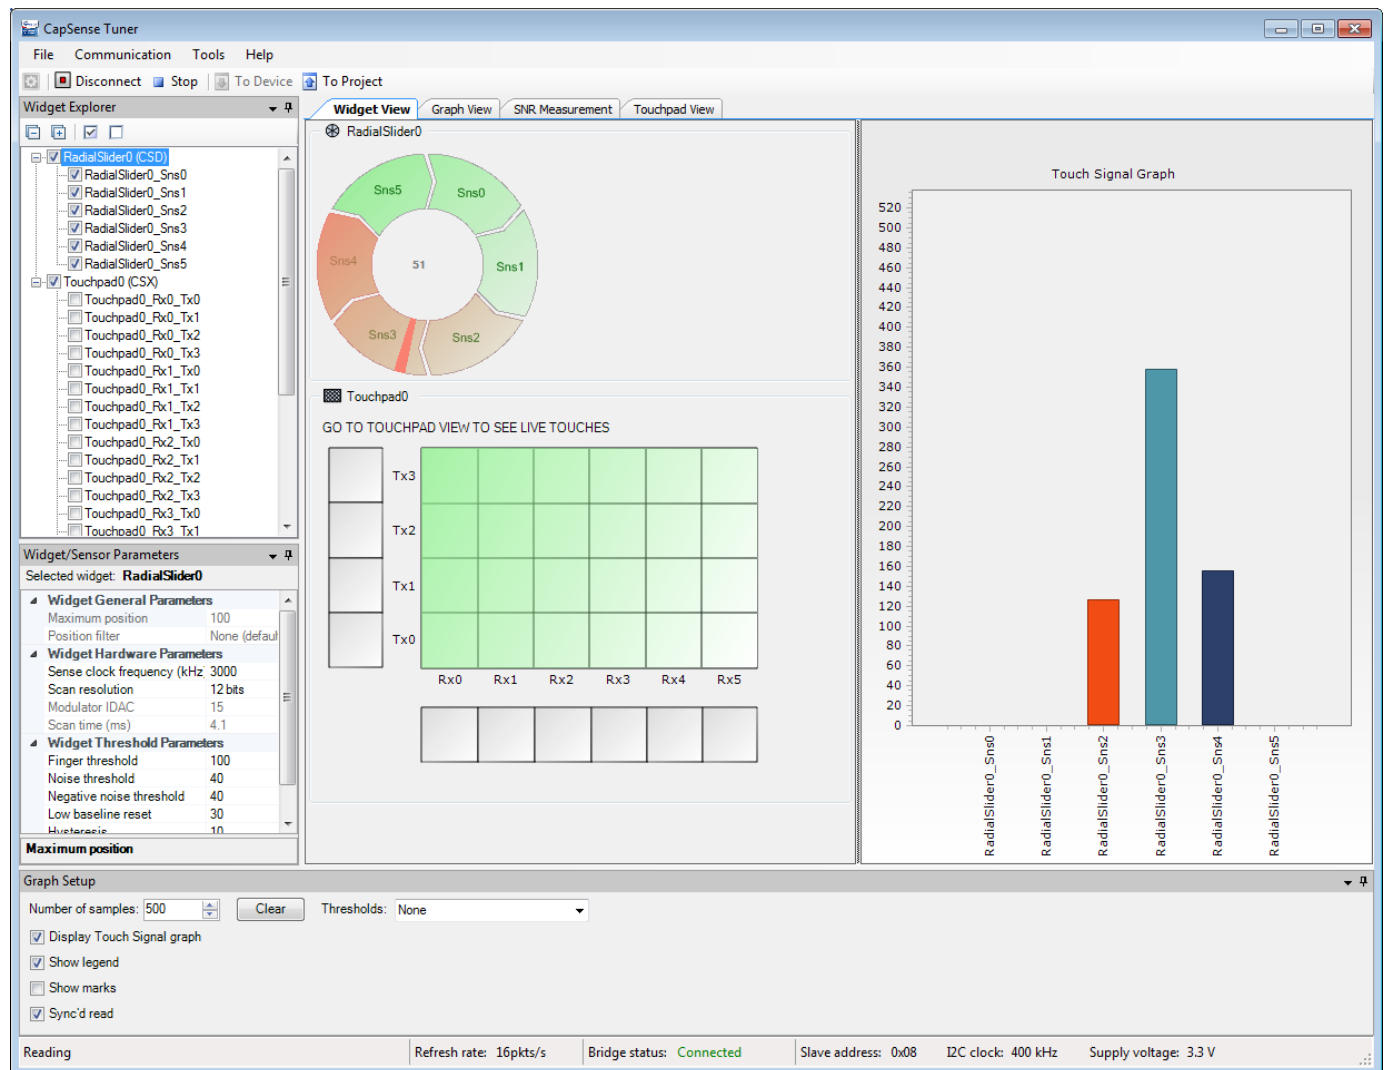 CapSense Tuner
File Communication Tools Help
Disconnect Stop To Device To Project
Widget Explorer
RadialSlider0 (CSD)
RadialSlider0_Sns0
RadialSlider0_Sns1
RadialSlider0_Sns2
RadialSlider0_Sns3
RadialSlider0_Sns4
RadialSlider0_Sns5
Touchpad0 (CSX)
Touchpad0_Rx0_Tx0
Touchpad0_Rx0_Tx1
Touchpad0_Rx0_Tx2
Touchpad0_Rx0_Tx3
Touchpad0_Rx1_Tx0
Touchpad0_Rx1_Tx1
Touchpad0_Rx1_Tx2
Touchpad0_Rx1_Tx3
Touchpad0_Rx2_Tx0
Touchpad0_Rx2_Tx1
Touchpad0_Rx2_Tx2
Touchpad0_Rx2_Tx3
Touchpad0_Rx3_Tx0
Touchpad0_Rx3_Tx1
Widget/Sensor Parameters
Selected widget: RadialSlider0
Widget General Parameters
Maximum position 100
Position filter None (defaul
Widget Hardware Parameters
Sense clock frequency (kHz 3000
Scan resolution 12 bits
Modulator IDAC 15
Scan time (ms) 4.1
Widget Threshold Parameters
Finger threshold 100
Noise threshold 40
Negative noise threshold 40
Low baseline reset 30
Hysteresis 10
Maximum position
Widget View Graph View SNR Measurement Touchpad View
RadialSlider0
Sns5 Sns0
Sns4 51 Sns1
Sns3 Sns2
Touchpad0
GO TO TOUCHPAD VIEW TO SEE LIVE TOUCHES
Tx3
Tx2
Tx1
Tx0
Rx0 Rx1 Rx2 Rx3 Rx4 Rx5
Touch Signal Graph
520
500
480
460
440
420
400
380
360
340
320
300
280
260
240
220
200
180
160
140
120
100
80
60
40
20
0
RadialSlider0_Sns0
RadialSlider0_Sns1
RadialSlider0_Sns2
RadialSlider0_Sns3
RadialSlider0_Sns4
RadialSlider0_Sns5
Graph Setup
Number of samples: 500 Clear Thresholds: None
Display Touch Signal graph
Show legend
Show marks
Sync'd read
Reading Refresh rate: 16pkts/s Bridge status: Connected Slave address: 0x08 I2C clock: 400 kHz Supply voltage: 3.3 V